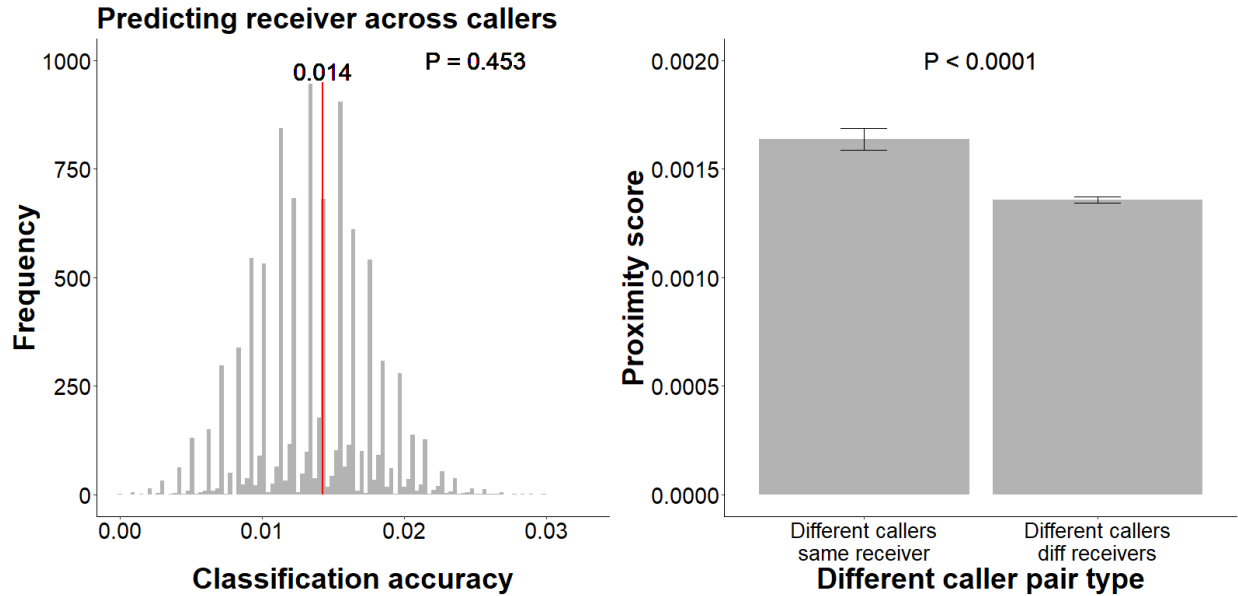 Predicting receiver across callers
1000
750
500
250
0
Frequency
0.014
P = 0.453
0.00
0.01
0.02
0.03
Classification accuracy
0.0020
0.0015
0.0010
0.0005
0.0000
Proximity score
P < 0.0001
Different callers
same receiver
Different callers
diff receivers
Different caller pair type